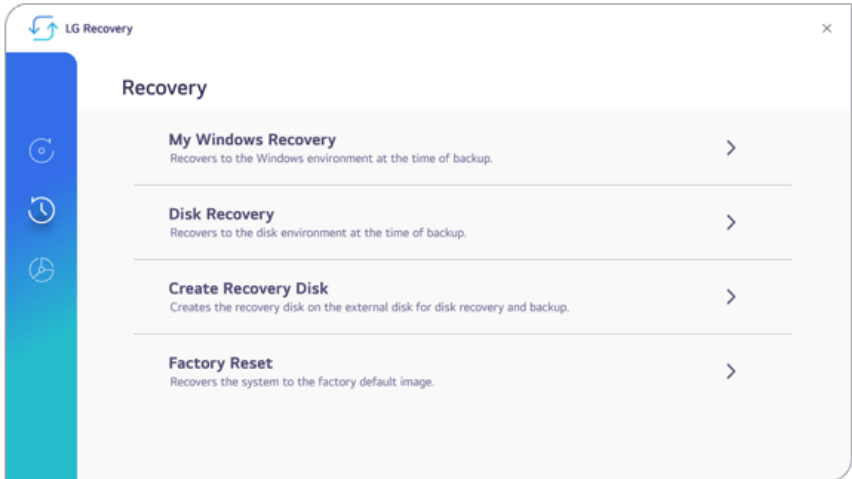 LG Recovery
Recovery
My Windows Recovery
Recovers to the Windows environment at the time of backup.
Disk Recovery
Recovers to the disk environment at the time of backup.
Create Recovery Disk
Creates the recovery disk on the external disk for disk recovery and backup.
Factory Reset
Recovers the system to the factory default image.